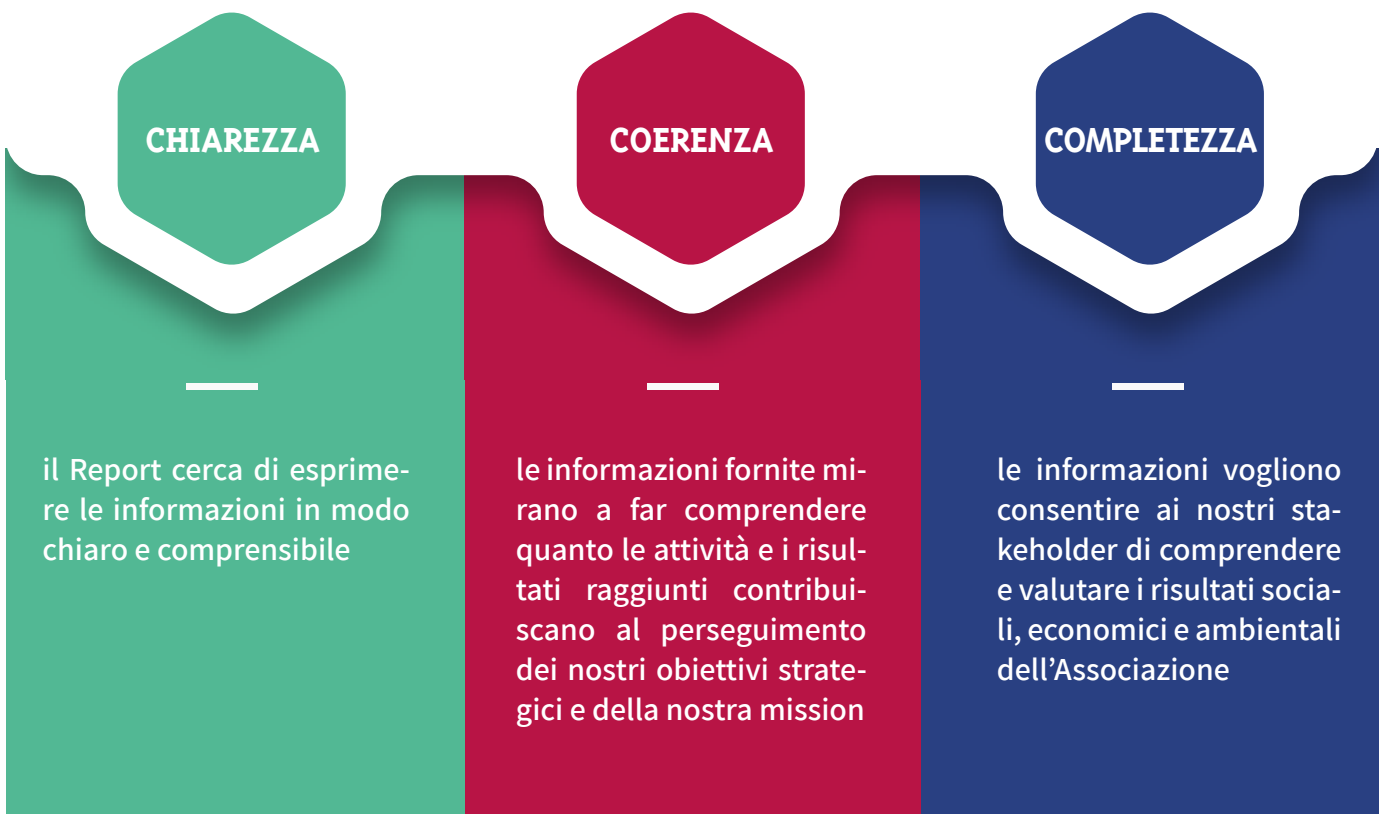 CHIAREZZA
il Report cerca di esprime-
re le informazioni in modo
chiaro e comprensibile
COERENZA
le informazioni fornite mi-
rano a far comprendere
quanto le attività e i risul-
tati raggiunti contribui-
scano al perseguimento
dei nostri obiettivi strate-
gici e della nostra mission
COMPLETEZZA
le informazioni vogliono
consentire ai nostri sta-
keholder di comprendere
e valutare i risultati socia-
li, economici e ambientali
dell’Associazione